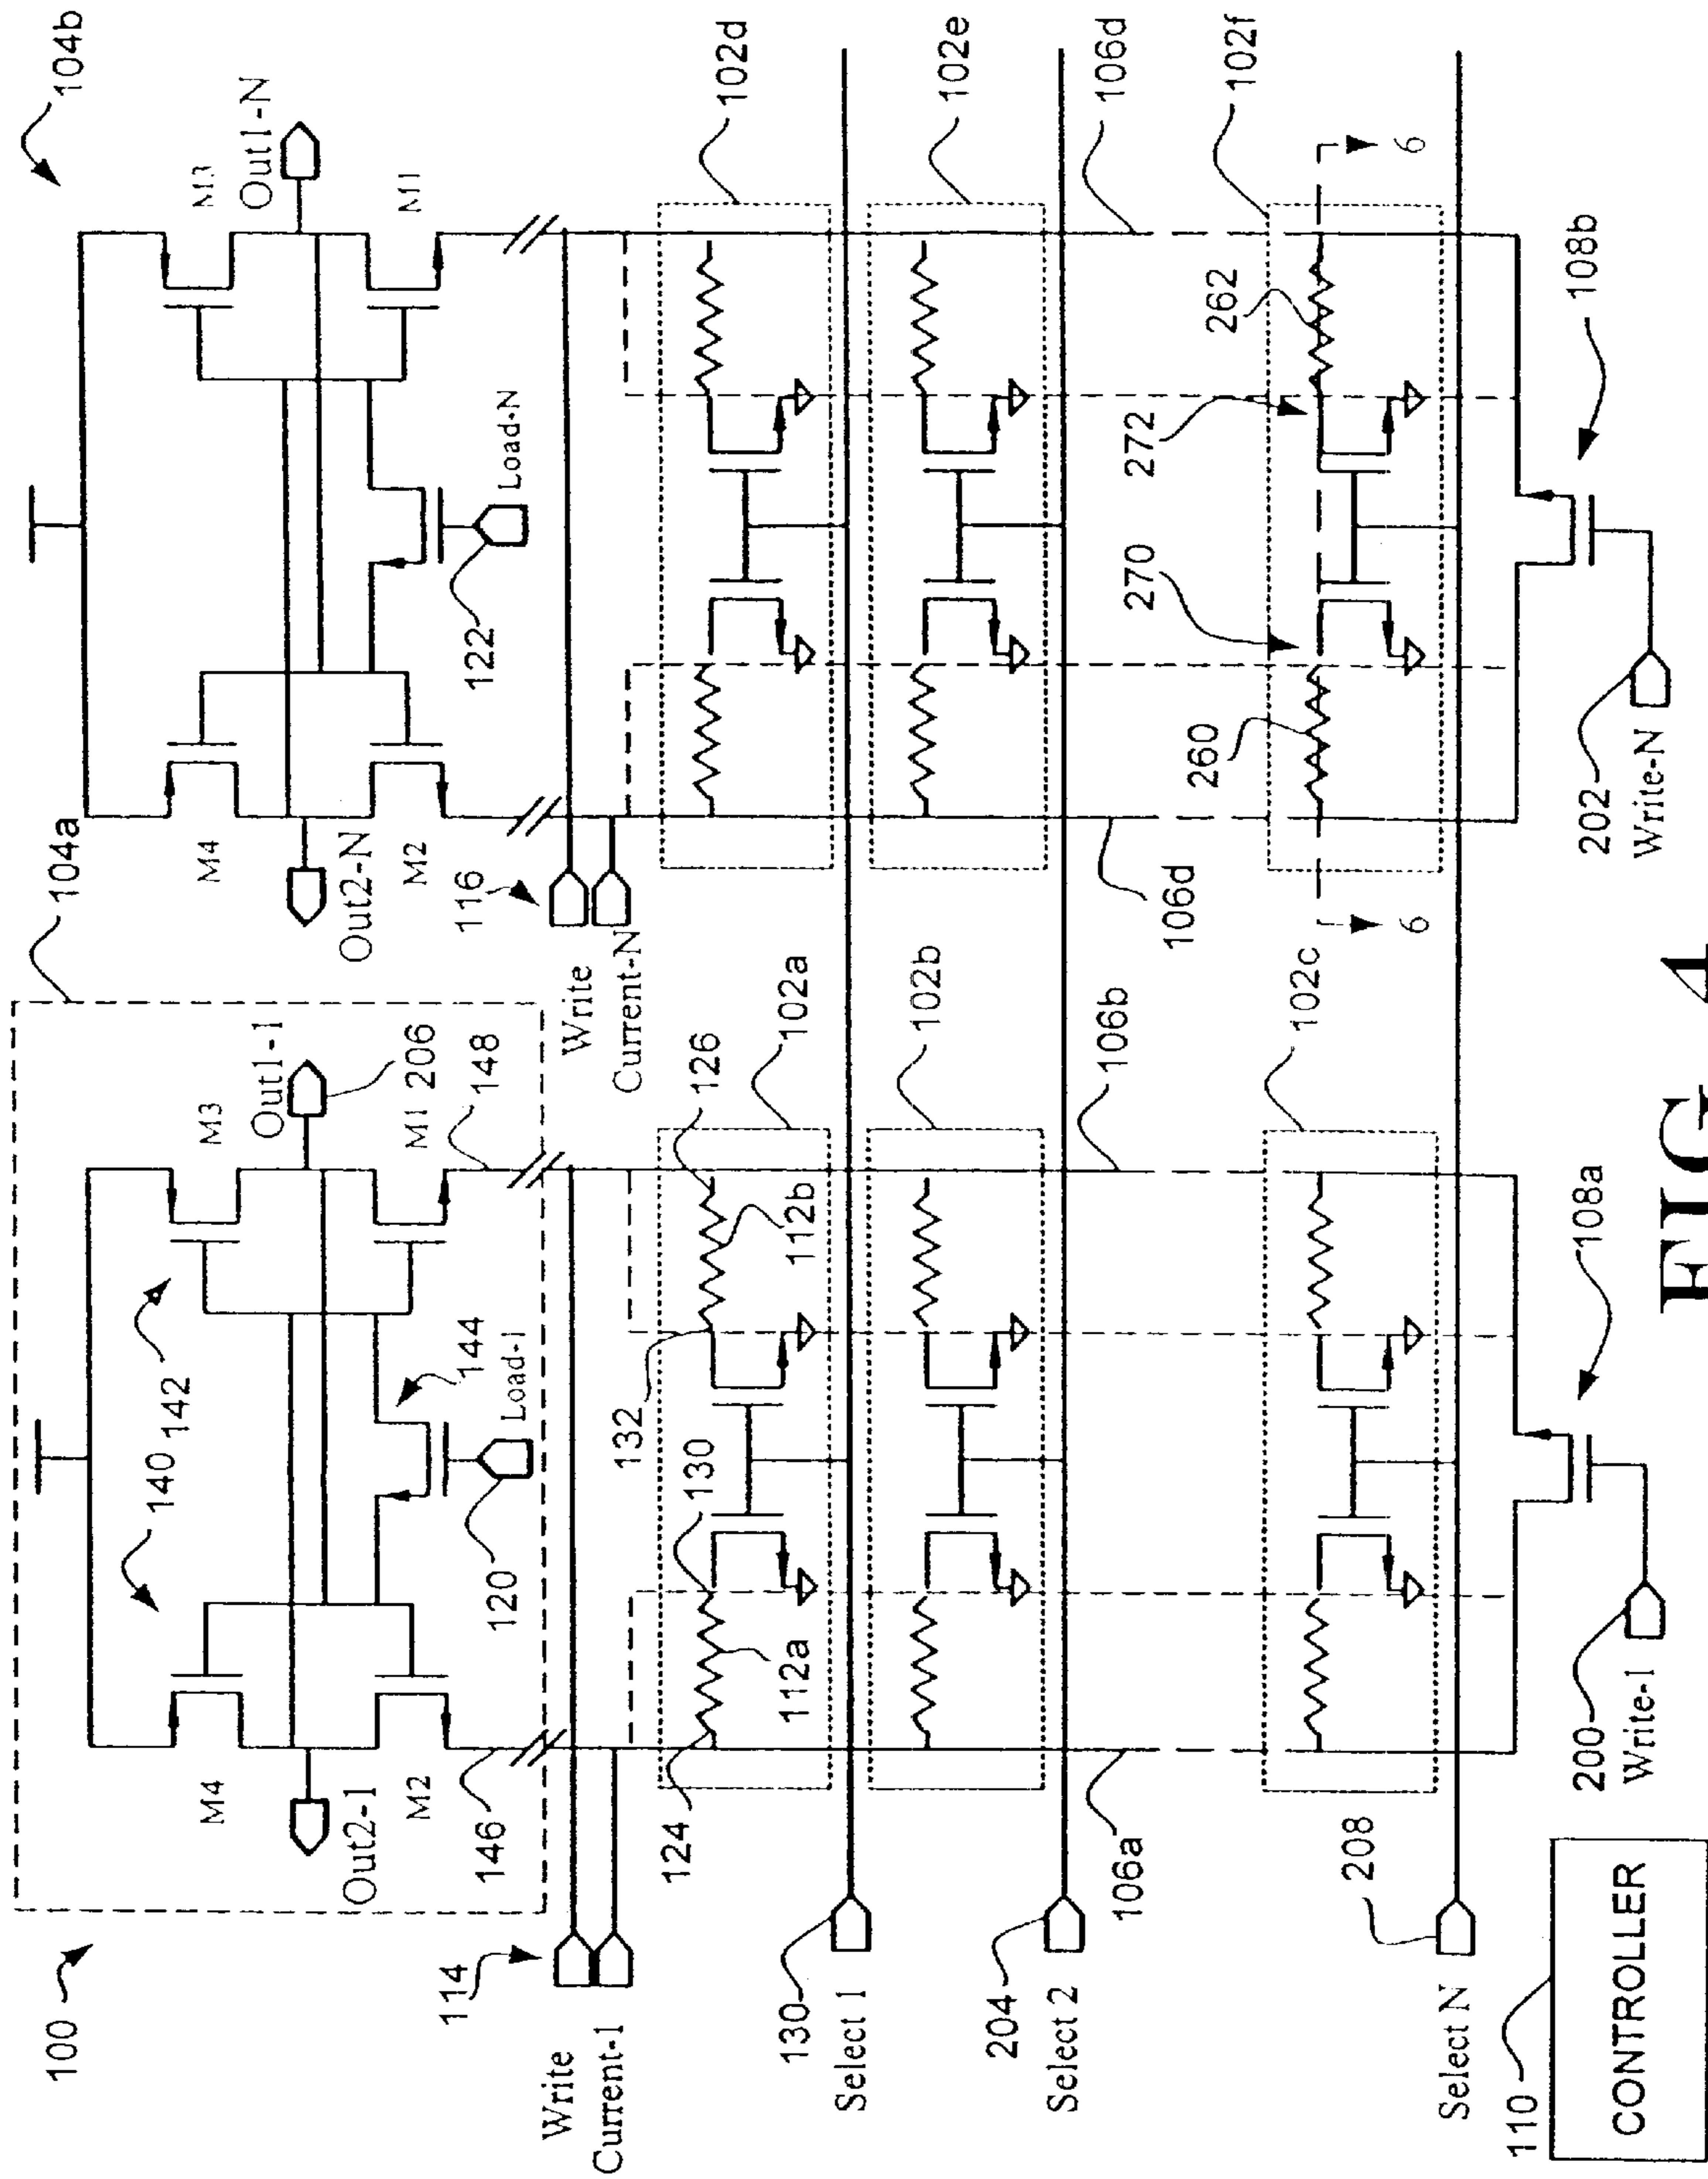 100
104a
104b
M4
M3
M4
M3
140
142
Out2-1
Out1-1
206
Out2-N
Out1-N
M2
M1
M2
M1
144
146
148
120
Load-1
122
Load-N
114
116
Write
Current-1
Write
Current-N
124
112a
130
132
112b
126
102a
102d
130
Select 1
102b
102e
204
Select 2
106a
106b
106d
106d
260
270
272
262
102c
102f
6
6
208
Select N
110
CONTROLLER
200
Write-1
108a
202
Write-N
108b
FIG 4